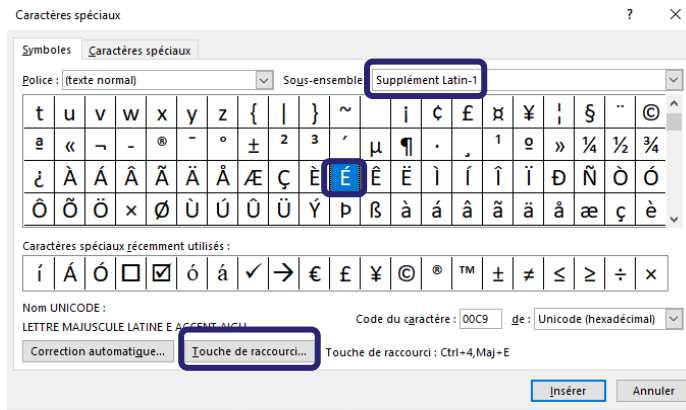 Caractères spéciaux ? ×
Symboles Caractères spéciaux
Police : (texte normal) Sous-ensemble : Supplément Latin-1
t u v w x y z { | } ~ ¡ ¢ £ ¤ ¥ ¦ § ¨ ©
ª « ¬ - ® ¯ ° ± ² ³ ´ µ ¶ · ¸ ¹ º » ¼ ½ ¾
¿ À Á Â Ã Ä Å Æ Ç È É Ê Ë Ì Í Î Ï Ð Ñ Ò Ó
Ô Õ Ö × Ø Ù Ú Û Ü Ý Þ ß à á â ã ä å æ ç è
Caractères spéciaux récemment utilisés :
í Á Ó ☐ ☑ ó á ✓ → € £ ¥ © ® ™ ± ≠ ≤ ≥ ÷ ×
Nom UNICODE :
LETTRE MAJUSCULE LATINE E ACCENT AIGU
Code du caractère : 00C9 de : Unicode (hexadécimal)
Correction automatique... Touche de raccourci... Touche de raccourci : Ctrl+4,Maj+E
Insérer Annuler